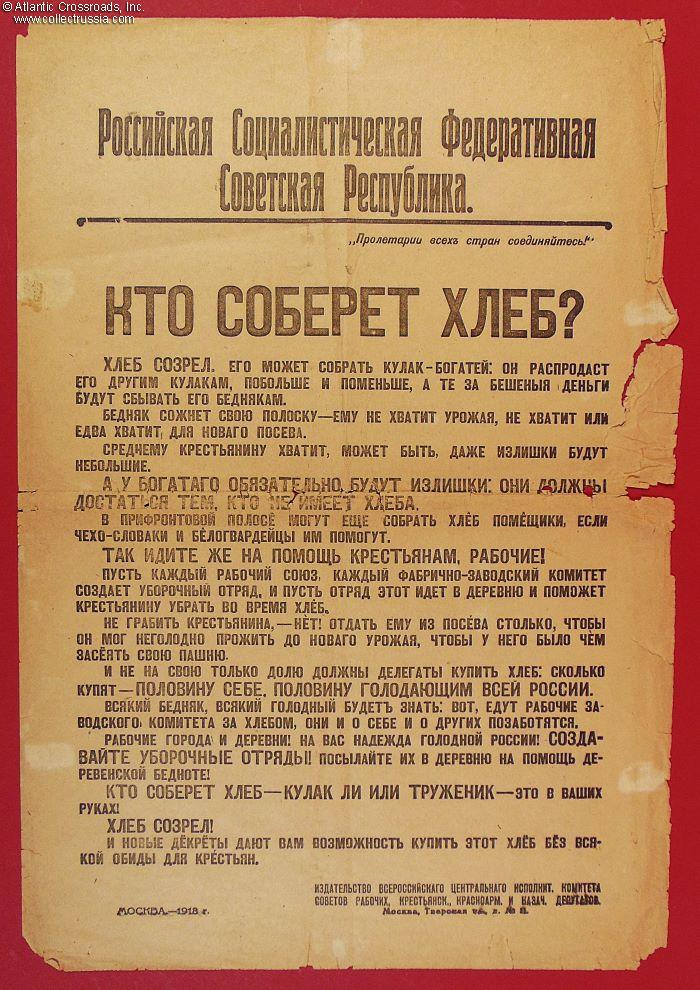 © Atlantic Crossroads, Inc.
www.collectrussia.com
Российская Социалистическая Федеративная
Советская Республика.
„Пролетарии всехъ стран соединяйтесь!“
КТО СОБЕРЕТ ХЛЕБ?
ХЛЕБ СОЗРЕЛ. ЕГО МОЖЕТ СОБРАТЬ КУЛАК-БОГАТЕЙ: ОН РАСПРОДАСТ
ЕГО ДРУГИМ КУЛАКАМ, ПОБОЛЬШЕ И ПОМЕНЬШЕ, А ТЕ ЗА БЕШЕНЫЯ ДЕНЬГИ
БУДУТ СБЫВАТЬ ЕГО БЕДНЯКАМ.
БЕДНЯК СОЖНЕТ СВОЮ ПОЛОСКУ—ЕМУ НЕ ХВАТИТ УРОЖАЯ, НЕ ХВАТИТ ИЛИ
ЕДВА ХВАТИТ, ДЛЯ НОВАГО ПОСЕВА.
СРЕДНЕМУ КРЕСТЬЯНИНУ ХВАТИТ, МОЖЕТ БЫТЬ, ДАЖЕ ИЗЛИШКИ БУДУТ
НЕБОЛЬШИЕ.
А У БОГАТАГО ОБЯЗАТЕЛЬНО БУДУТ ИЗЛИШКИ: ОНИ ДОЛЖНЫ
ДОСТАТЬСЯ ТЕМ, КТО НЕ ИМЕЕТ ХЛЕБА.
В ПРИФРОНТОВОЙ ПОЛОСЕ МОГУТ ЕЩЕ СОБРАТЬ ХЛЕБ ПОМЕЩИКИ, ЕСЛИ
ЧЕХО-СЛОВАКИ И БЕЛОГВАРДЕЙЦЫ ИМ ПОМОГУТ.
ТАК ИДИТЕ ЖЕ НА ПОМОЩЬ КРЕСТЬЯНАМ, РАБОЧИЕ!
ПУСТЬ КАЖДЫЙ РАБОЧИЙ СОЮЗ, КАЖДЫЙ ФАБРИЧНО-ЗАВОДСКИЙ КОМИТЕТ
СОЗДАЕТ УБОРОЧНЫЙ ОТРЯД, И ПУСТЬ ОТРЯД ЭТОТ ИДЕТ В ДЕРЕВНЮ И ПОМОЖЕТ
КРЕСТЬЯНИНУ УБРАТЬ ВО ВРЕМЯ ХЛЕБ.
НЕ ГРАБИТЬ КРЕСТЬЯНИНА,—НЕТ! ОТДАТЬ ЕМУ ИЗ ПОСЕВА СТОЛЬКО, ЧТОБЫ
ОН МОГ НЕГОЛОДНО ПРОЖИТЬ ДО НОВАГО УРОЖАЯ, ЧТОБЫ У НЕГО БЫЛО ЧЕМ
ЗАСЕЯТЬ СВОЮ ПАШНЮ.
И НЕ НА СВОЮ ТОЛЬКО ДОЛЮ ДОЛЖНЫ ДЕЛЕГАТЫ КУПИТЬ ХЛЕБ: СКОЛЬКО
КУПЯТ—ПОЛОВИНУ СЕБЕ, ПОЛОВИНУ ГОЛОДАЮЩИМ ВСЕЙ РОССИИ.
ВСЯКИЙ БЕДНЯК, ВСЯКИЙ ГОЛОДНЫЙ БУДЕТЪ ЗНАТЬ: ВОТ, ЕДУТ РАБОЧИЕ ЗА-
ВОДСКОГО КОМИТЕТА ЗА ХЛЕБОМ, ОНИ И О СЕБЕ И О ДРУГИХ ПОЗАБОТЯТСЯ.
РАБОЧИЕ ГОРОДА И ДЕРЕВНИ! НА ВАС НАДЕЖДА ГОЛОДНОЙ РОССИИ! СОЗДА-
ВАЙТЕ УБОРОЧНЫЕ ОТРЯДЫ! ПОСЫЛАЙТЕ ИХ В ДЕРЕВНЮ НА ПОМОЩЬ ДЕ-
РЕВЕНСКОЙ БЕДНОТЕ!
КТО СОБЕРЕТ ХЛЕБ—КУЛАК ЛИ ИЛИ ТРУЖЕНИК—ЭТО В ВАШИХ
РУКАХ!
ХЛЕБ СОЗРЕЛ!
И НОВЫЕ ДЕКРЕТЫ ДАЮТ ВАМ ВОЗМОЖНОСТЬ КУПИТЬ ЭТОТ ХЛЕБ БЕЗ ВСЯ-
КОЙ ОБИДЫ ДЛЯ КРЕСТЬЯН.
ИЗДАТЕЛЬСТВО ВСЕРОССИЙСКАГО ЦЕНТРАЛЬНАГО ИСПОЛНИТ. КОМИТЕТА
СОВЕТОВ РАБОЧИХ, КРЕСТЬЯНСК., КРАСНОАРМ. И КАЗАЧ. ДЕПУТАТОВ.
МОСКВА.—1918 г.
Москва, Тверская